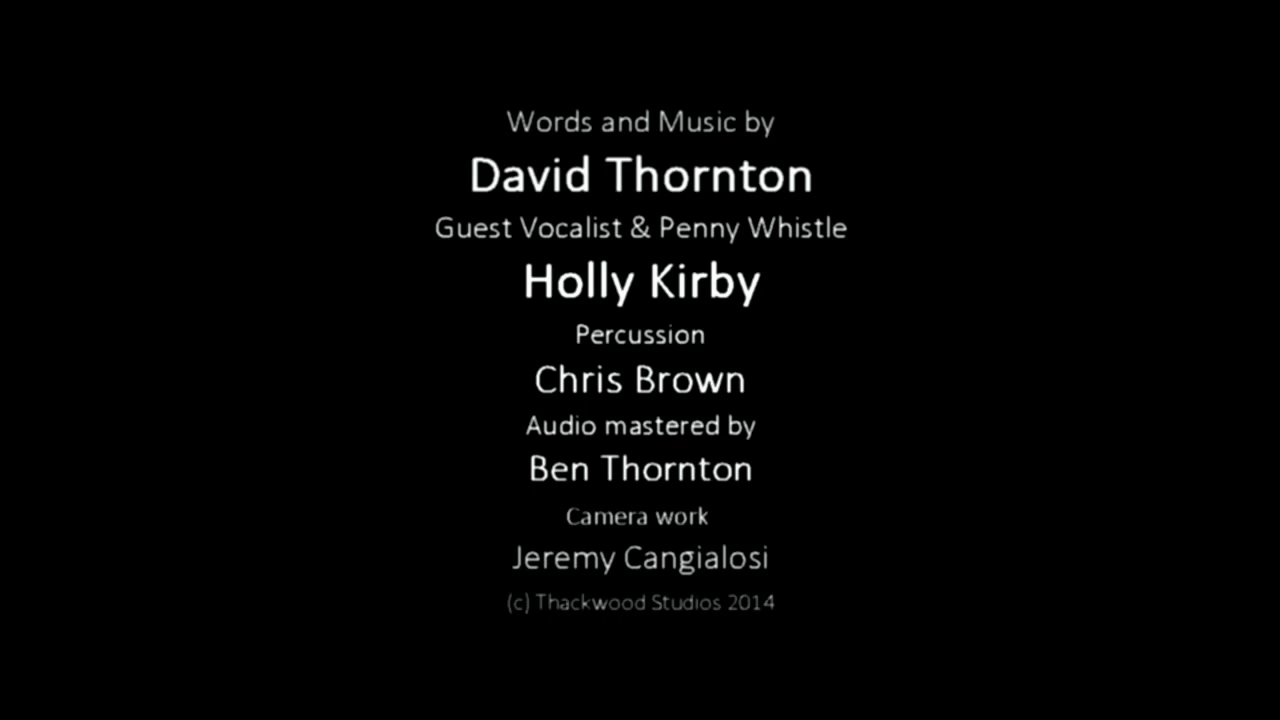 Words and Music by
David Thornton
Guest Vocalist & Penny Whistle
Holly Kirby
Percussion
Chris Brown
Audio mastered by
Ben Thornton
Camera work
Jeremy Cangialosi
(c) Thackwood Studios 2014